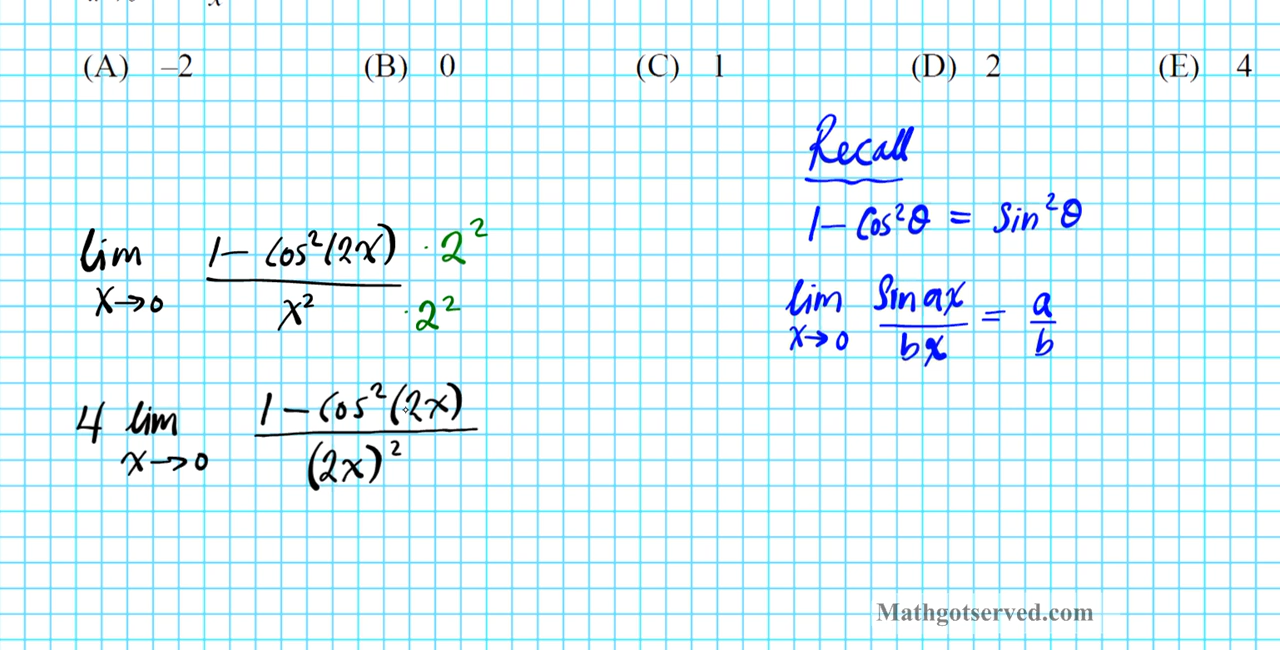 (A) –2 (B) 0 (C) 1 (D) 2 (E) 4
Recall
1 - Cos²θ = Sin²θ
lim x→0 Sin ax / bx = a / b
lim x→0 1 - Cos²(2x) · 2² / x² · 2²
4 lim x→0 1 - Cos²(2x) / (2x)²
Mathgotserved.com